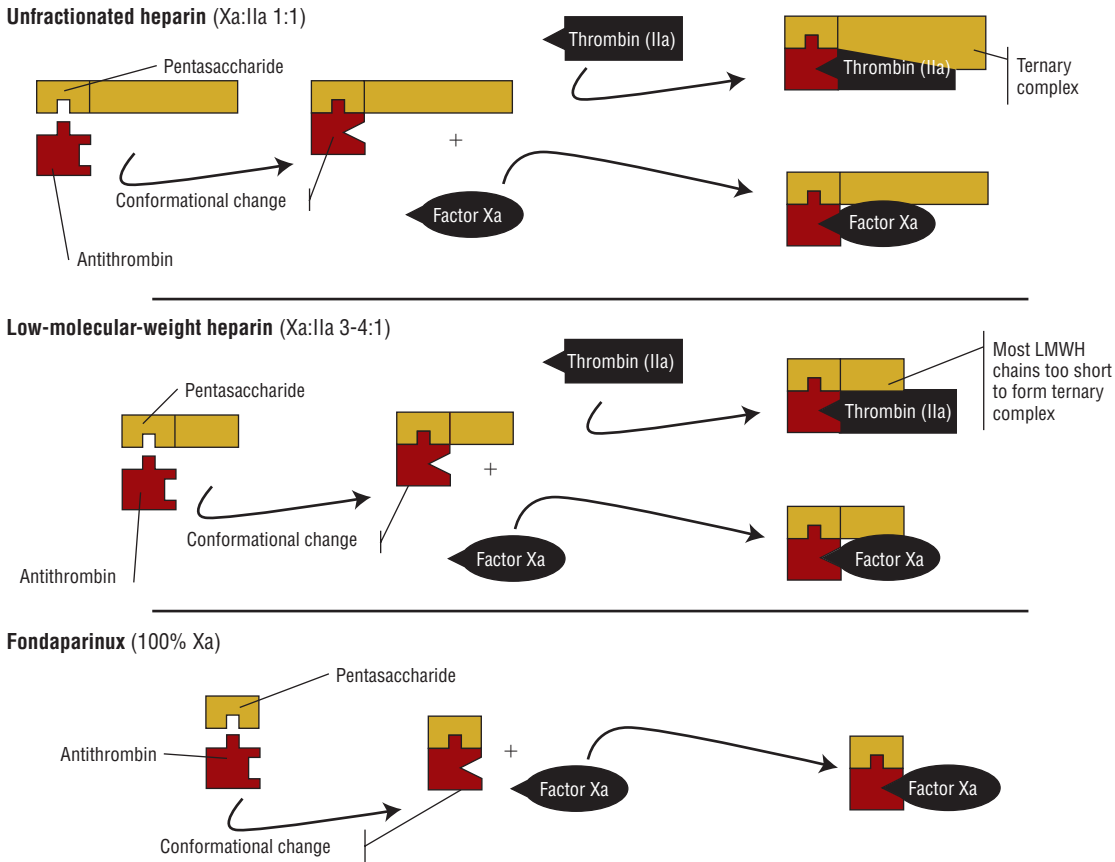 Unfractionated heparin (Xa:IIa 1:1)
Pentasaccharide
Antithrombin
Conformational change
+
Thrombin (IIa)
Factor Xa
Thrombin (IIa)
Ternary
complex
Factor Xa
Low-molecular-weight heparin (Xa:IIa 3-4:1)
Pentasaccharide
Antithrombin
Conformational change
+
Thrombin (IIa)
Factor Xa
Thrombin (IIa)
Most LMWH
chains too short
to form ternary
complex
Factor Xa
Fondaparinux (100% Xa)
Pentasaccharide
Antithrombin
Conformational change
+
Factor Xa
Factor Xa